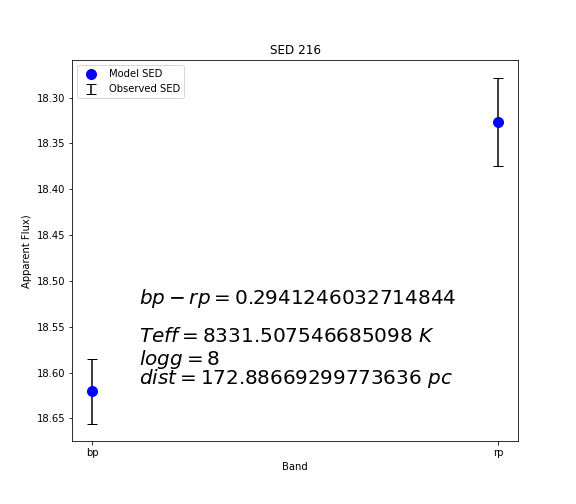 SED 216
Model SED
Observed SED
18.30
18.35
18.40
18.45
18.50
18.55
18.60
18.65
Apparent Flux)
bp − rp = 0.2941246032714844
Teff = 8331.507546685098 K
logg = 8
dist = 172.88669299773636 pc
bp
rp
Band